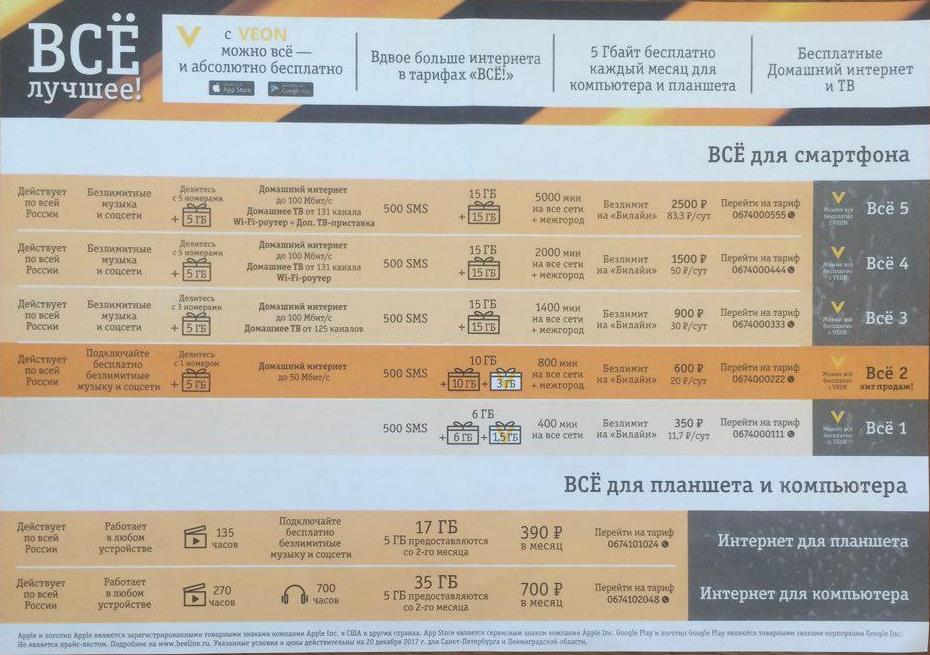 ВСЁ
лучшее!
с VEON
можно всё —
и абсолютно бесплатно
App Store
Google play
Вдвое больше интернета
в тарифах «ВСЁ!»
5 Гбайт бесплатно
каждый месяц для
компьютера и планшета
Бесплатные
Домашний интернет
и ТВ
ВСЁ для смартфона
Действует
по всей
России
Безлимитные
музыка
и соцсети
Делитесь
с 5 номерами
+ 5 ГБ
Домашний интернет
до 100 Мбит/с
Домашнее ТВ от 131 канала
Wi-Fi-роутер + Доп. ТВ-приставка
500 SMS
15 ГБ
+ 15 ГБ
5000 мин
на все сети
+ межгород
Безлимит
на «Билайн»
2500 ₽
83,3 ₽/сут
Перейти на тариф
0674000555
Можно всё
бесплатно
с VEON
Всё 5
Действует
по всей
России
Безлимитные
музыка
и соцсети
Делитесь
с 5 номерами
+ 5 ГБ
Домашний интернет
до 100 Мбит/с
Домашнее ТВ от 131 канала
Wi-Fi-роутер
500 SMS
15 ГБ
+ 15 ГБ
2000 мин
на все сети
+ межгород
Безлимит
на «Билайн»
1500 ₽
50 ₽/сут
Перейти на тариф
0674000444
Можно всё
бесплатно
с VEON
Всё 4
Действует
по всей
России
Безлимитные
музыка
и соцсети
Делитесь
с 3 номерами
+ 5 ГБ
Домашний интернет
до 100 Мбит/с
Домашнее ТВ от 125 каналов
500 SMS
15 ГБ
+ 15 ГБ
1400 мин
на все сети
+ межгород
Безлимит
на «Билайн»
900 ₽
30 ₽/сут
Перейти на тариф
0674000333
Можно всё
бесплатно
с VEON
Всё 3
Действует
по всей
России
Подключайте
бесплатно
безлимитные
музыку и соцсети
Делитесь
с 1 номером
+ 5 ГБ
Домашний интернет
до 50 Мбит/с
500 SMS
10 ГБ
+ 10 ГБ + 3 ГБ
800 мин
на все сети
+ межгород
Безлимит
на «Билайн»
600 ₽
20 ₽/сут
Перейти на тариф
0674000222
Можно всё
бесплатно
с VEON
Всё 2
хит продаж!
500 SMS
6 ГБ
+ 6 ГБ + 1,5 ГБ
400 мин
на все сети
Безлимит
на «Билайн»
350 ₽
11,7 ₽/сут
Перейти на тариф
0674000111
Можно всё
бесплатно
с VEON
Всё 1
ВСЁ для планшета и компьютера
Действует
по всей
России
Работает
в любом
устройстве
135
часов
Подключайте
бесплатно
безлимитные
музыку и соцсети
17 ГБ
5 ГБ предоставляются
со 2-го месяца
390 ₽
в месяц
Перейти на тариф
0674101024
Интернет для планшета
Действует
по всей
России
Работает
в любом
устройстве
270
часов
700
часов
35 ГБ
5 ГБ предоставляются
со 2-го месяца
700 ₽
в месяц
Перейти на тариф
0674102048
Интернет для компьютера
Apple и логотип Apple являются зарегистрированными товарными знаками компании Apple Inc. в США и других странах. App Store является сервисным знаком компании Apple Inc. Google Play и логотип Google Play являются товарными знаками корпорации Google Inc.
Не является прайс-листом. Подробнее на www.beeline.ru. Указанные условия и цены действительны на 20 декабря 2017 г. для Санкт-Петербурга и Ленинградской области.